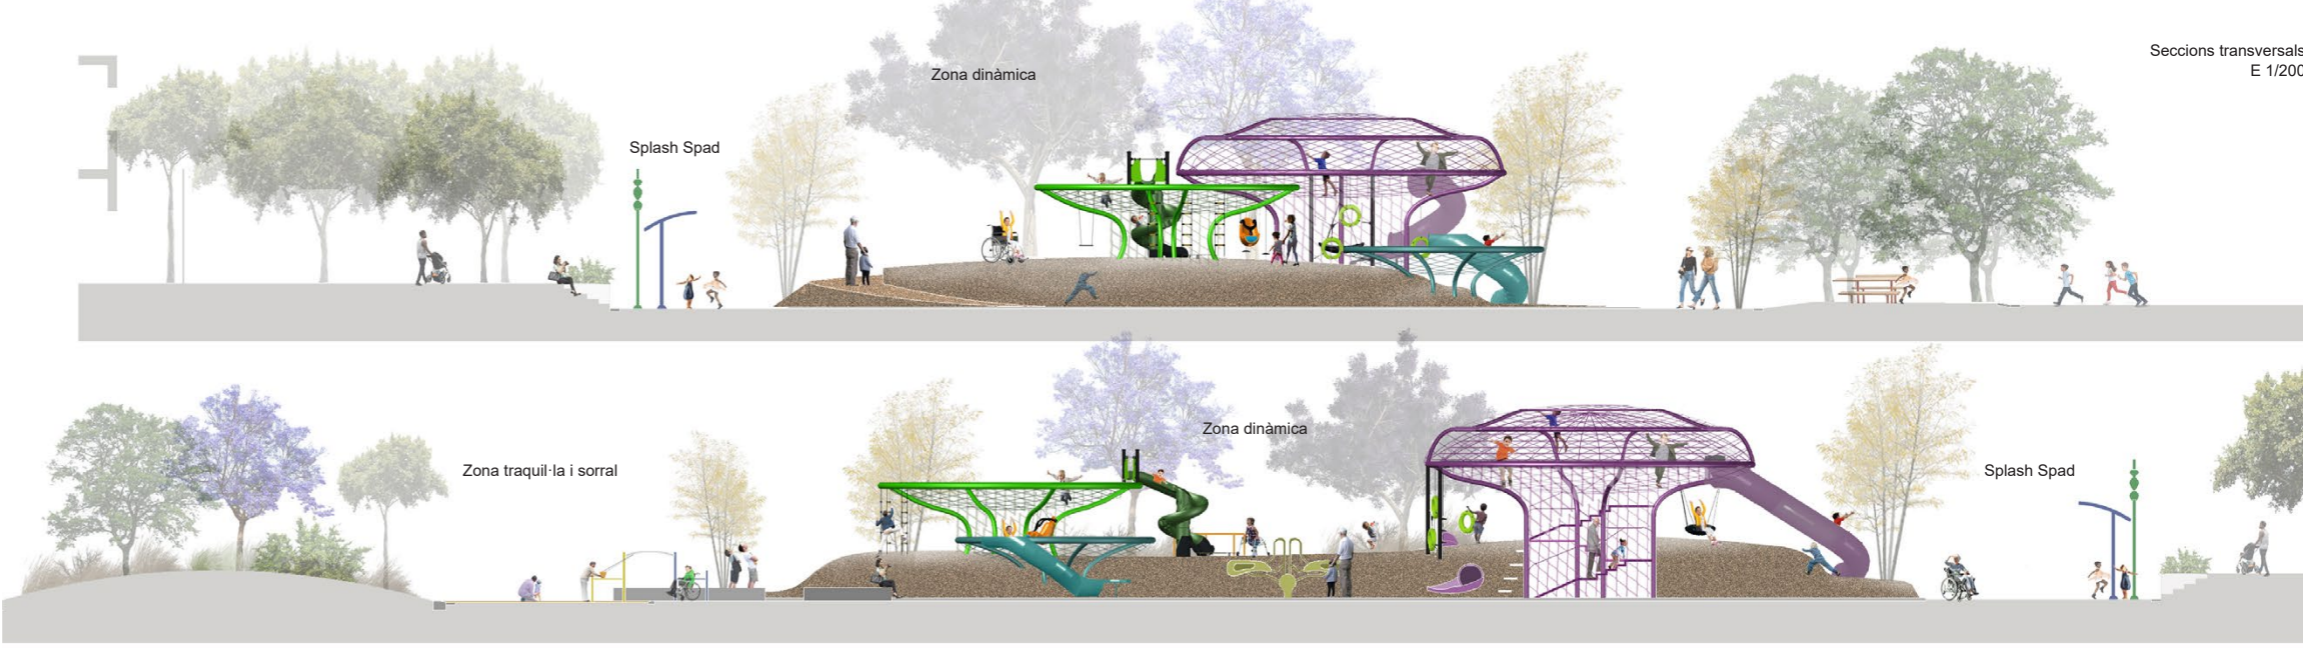 Seccions transversals
E 1/200
Zona dinàmica
Splash Spad
Zona dinàmica
Zona traquil·la i sorral
Splash Spad